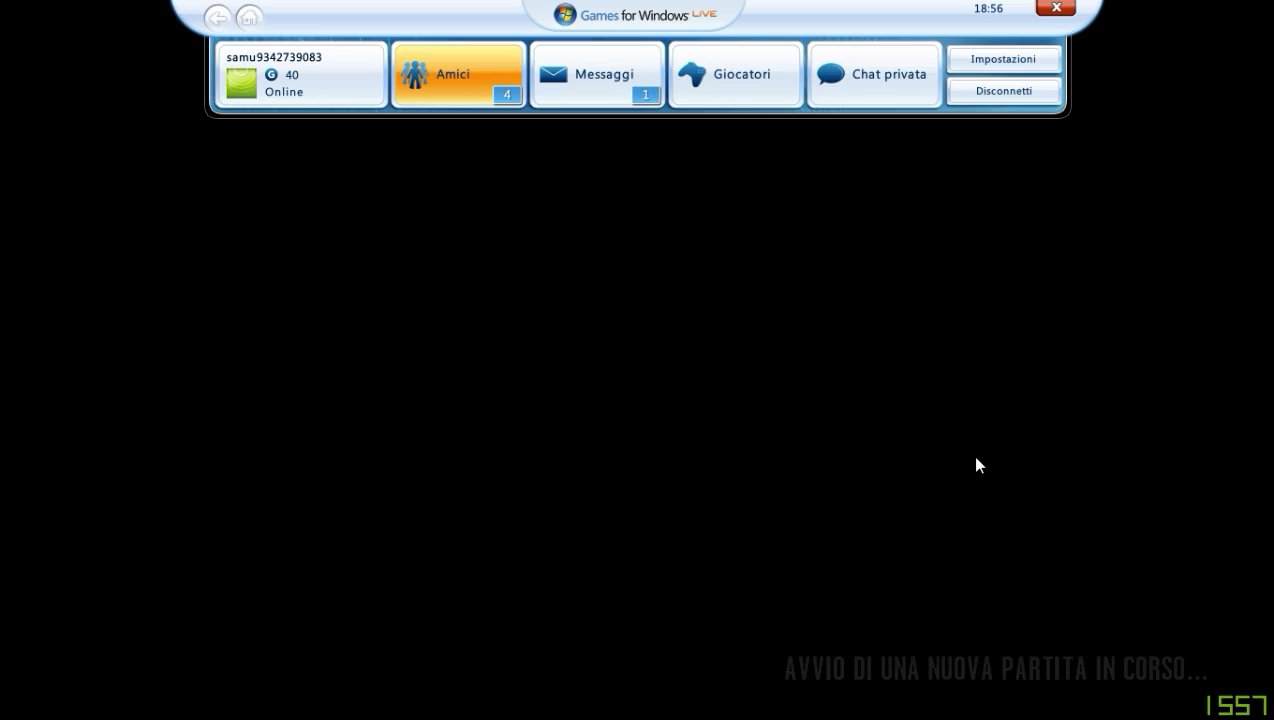 Games for Windows LIVE
18:56
x
samu9342739083
G 40
Online
Amici
4
Messaggi
1
Giocatori
Chat privata
Impostazioni
Disconnetti
AVVIO DI UNA NUOVA PARTITA IN CORSO...
1557